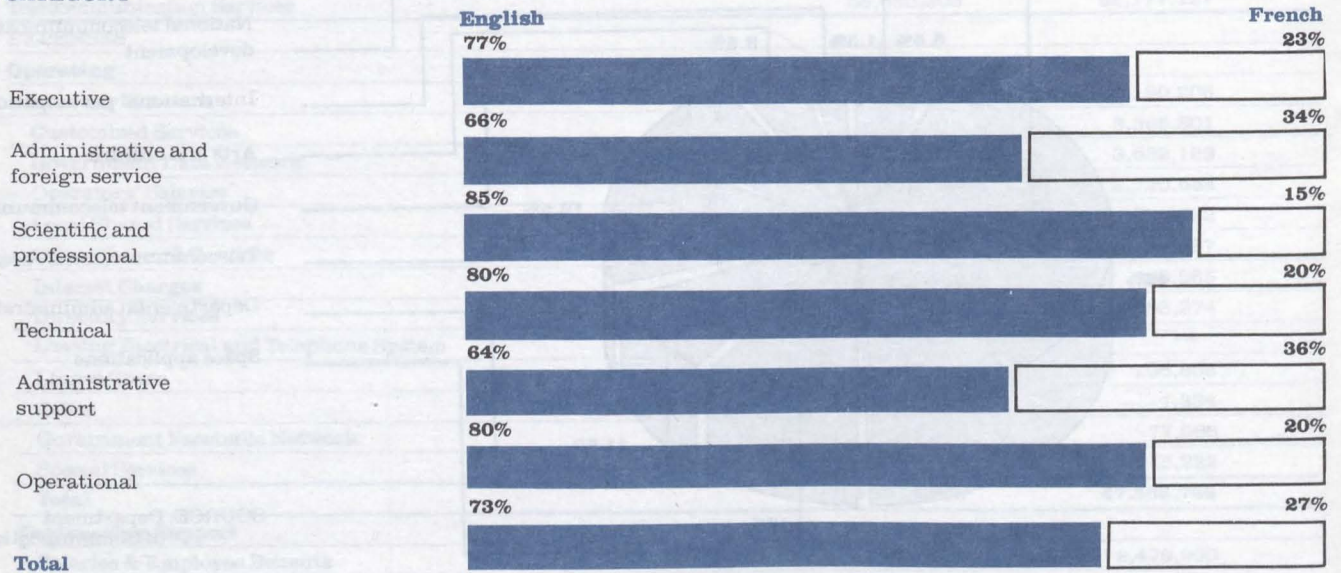 English French
77% 23%
Executive
66% 34%
Administrative and
foreign service
85% 15%
Scientific and
professional
80% 20%
Technical
64% 36%
Administrative
support
80% 20%
Operational
73% 27%
Total